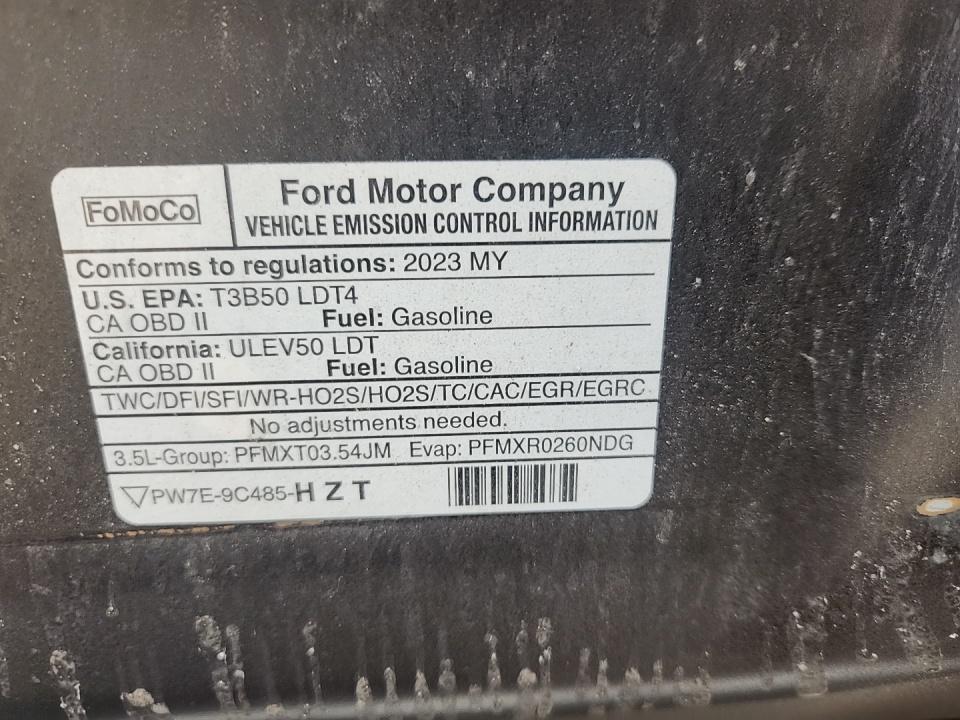 FoMoCo
Ford Motor Company
VEHICLE EMISSION CONTROL INFORMATION
Conforms to regulations: 2023 MY
U.S. EPA: T3B50 LDT4
CA OBD II Fuel: Gasoline
California: ULEV50 LDT
CA OBD II Fuel: Gasoline
TWC/DFI/SFI/WR-HO2S/HO2S/TC/CAC/EGR/EGRC
No adjustments needed.
3.5L-Group: PFMXT03.54JM Evap: PFMXR0260NDG
PW7E-9C485-H Z T